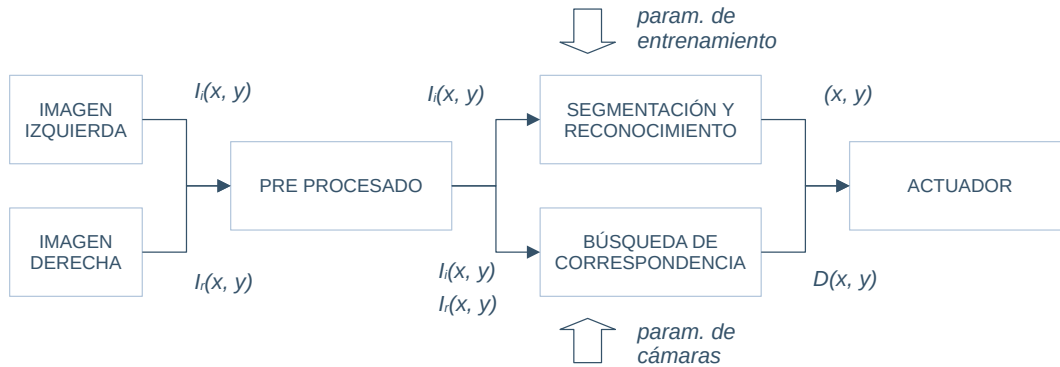 param. de
entrenamiento
IMAGEN
IZQUIERDA
Iᵢ(x, y)
Iᵢ(x, y)
SEGMENTACIÓN Y
RECONOCIMIENTO
(x, y)
PRE PROCESADO
ACTUADOR
IMAGEN
DERECHA
Iᵣ(x, y)
Iᵢ(x, y)
Iᵣ(x, y)
BÚSQUEDA DE
CORRESPONDENCIA
D(x, y)
param. de
cámaras